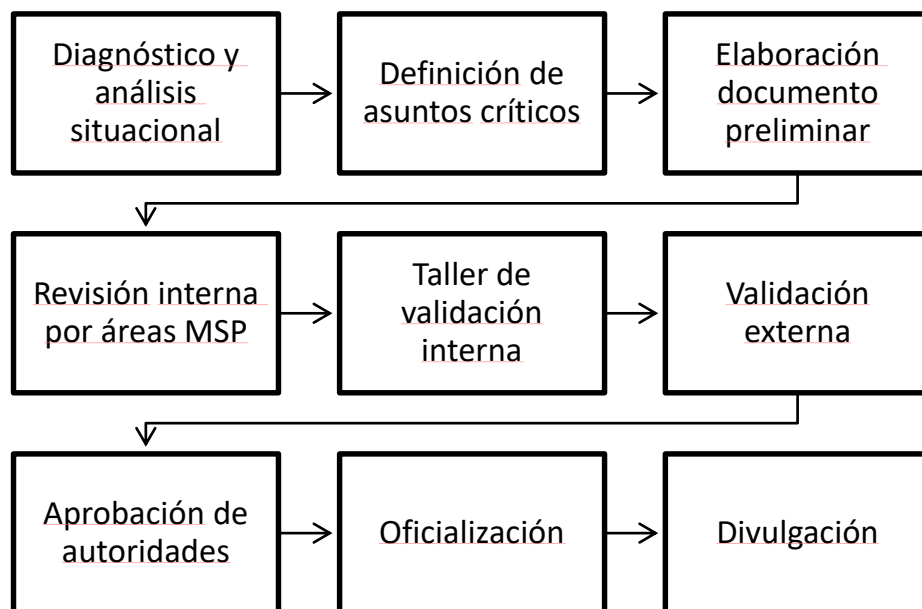 Diagnóstico y
análisis
situacional
Definición de
asuntos críticos
Elaboración
documento
preliminar
Revisión interna
por áreas MSP
Taller de
validación
interna
Validación
externa
Aprobación de
autoridades
Oficialización
Divulgación